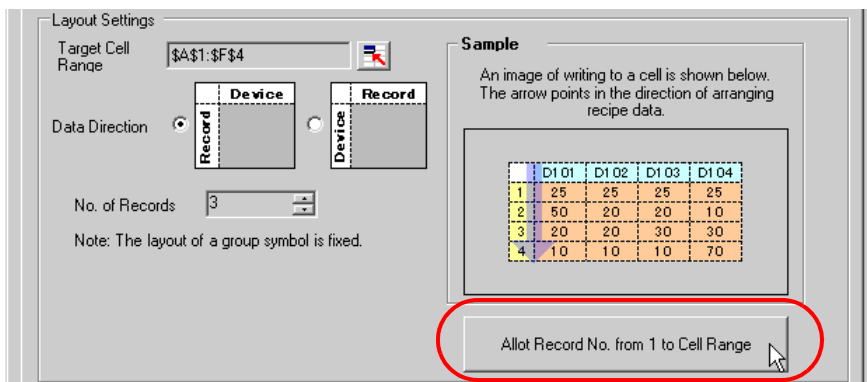 Layout Settings
Target Cell
Range
$A$1:$F$4
Data Direction
Device
Record
Record
Device
No. of Records
3
Note: The layout of a group symbol is fixed.
Sample
An image of writing to a cell is shown below.
The arrow points in the direction of arranging
recipe data.
D101 D102 D103 D104
1 25 25 25 25
2 50 20 20 10
3 20 20 30 30
4 10 10 10 70
Allot Record No. from 1 to Cell Range